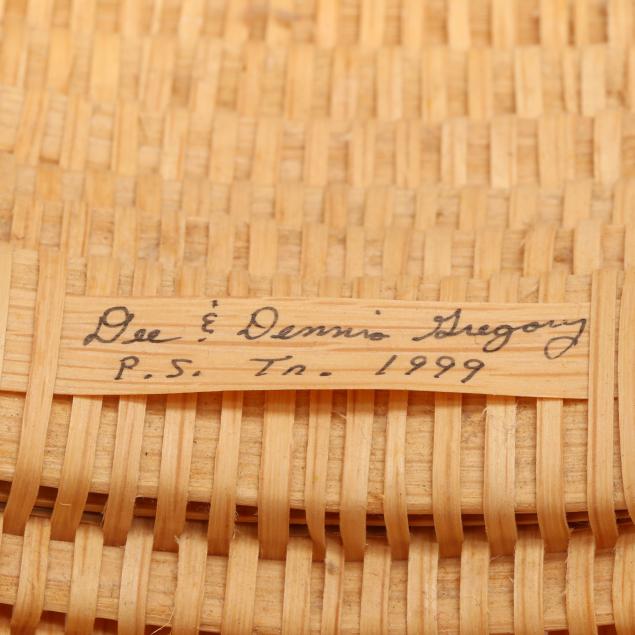 Dee & Dennis Gregory
P.S. Tn. 1999